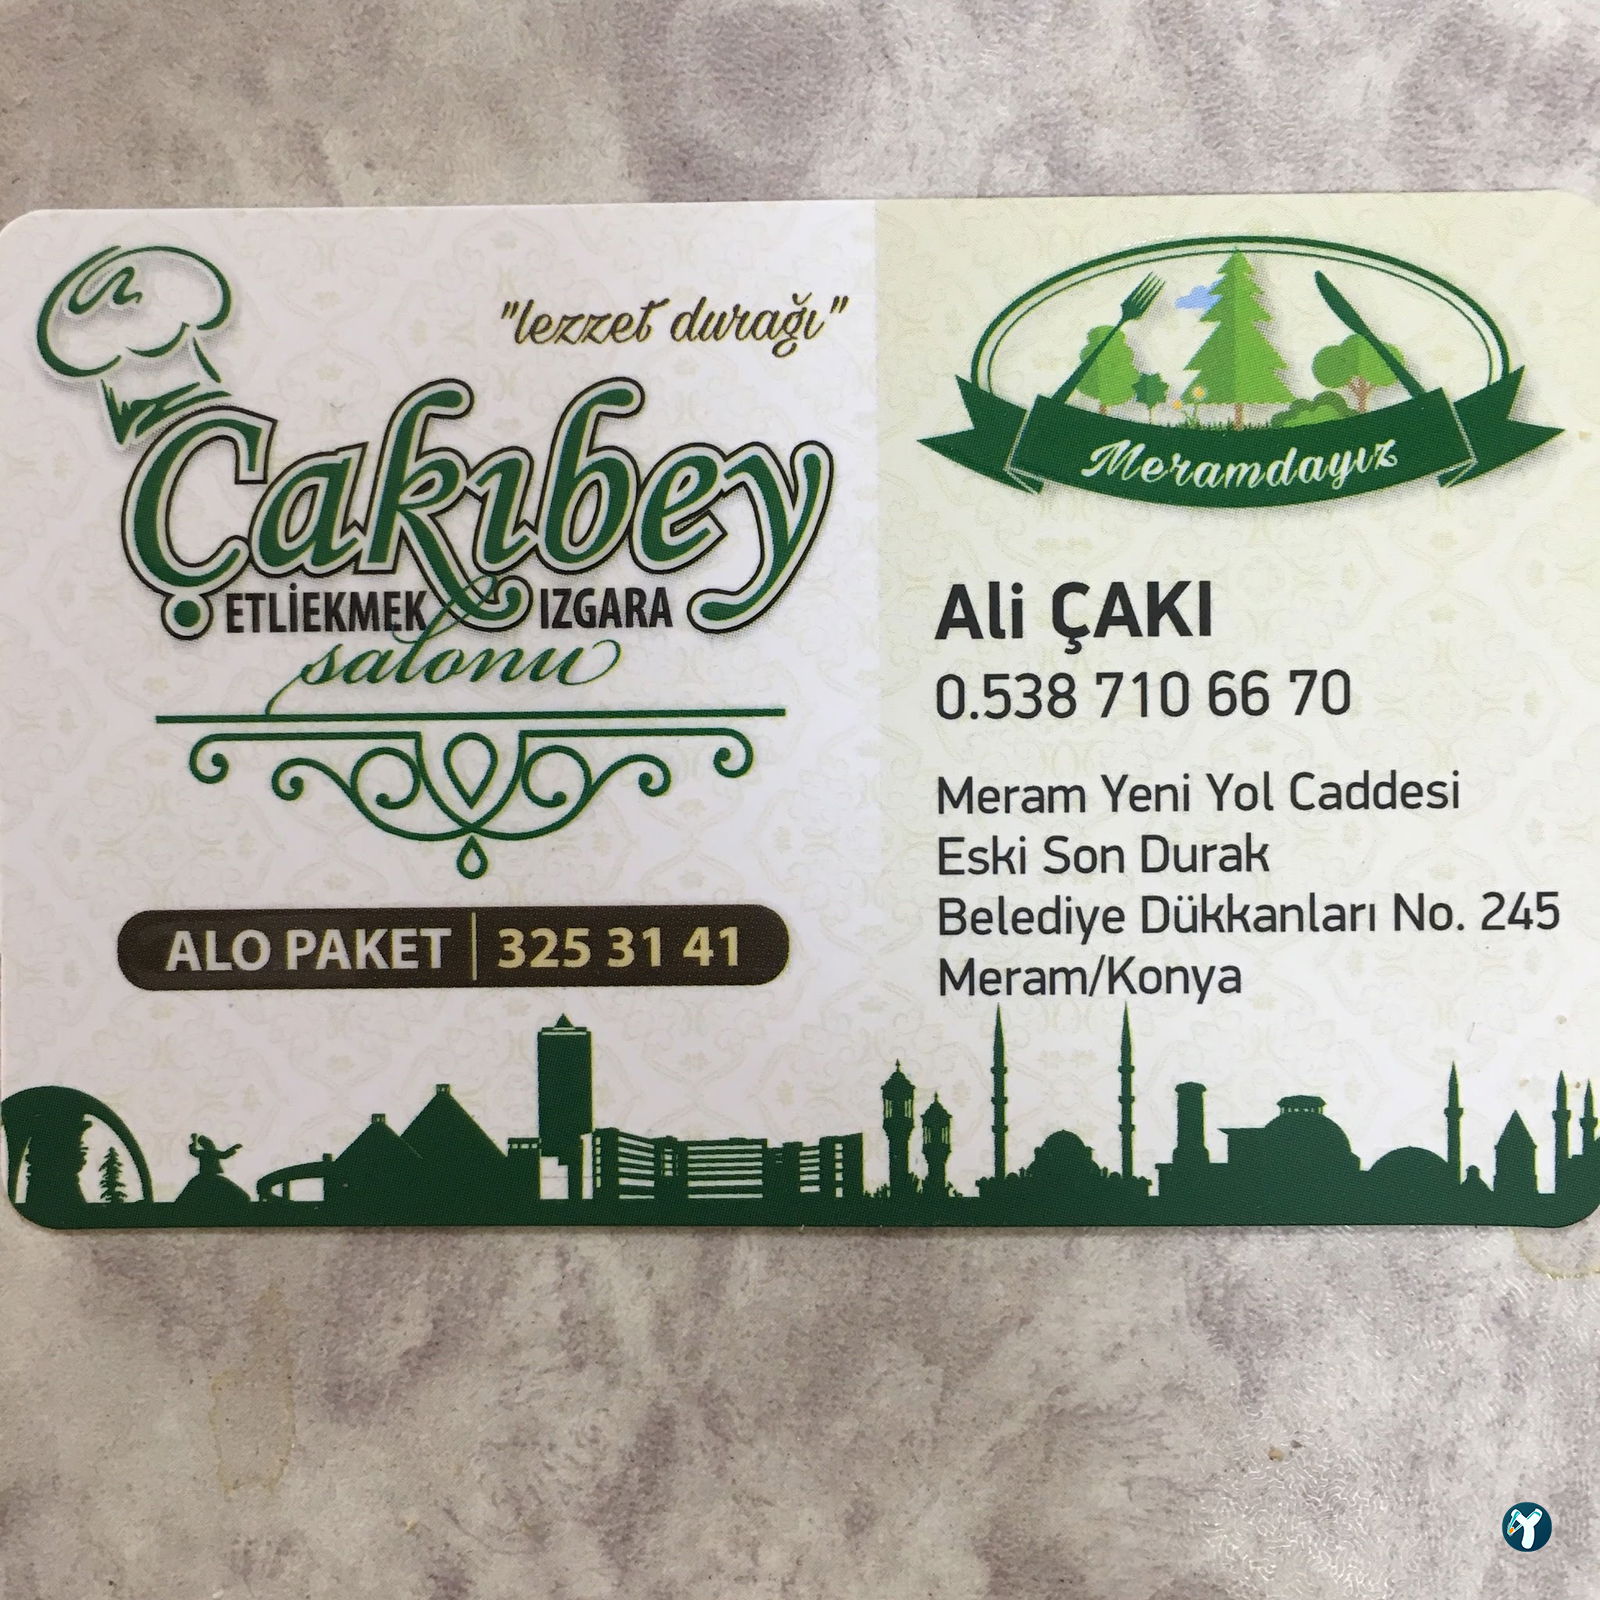 "lezzet durağı"
Çakıbey
ETLİEKMEK & IZGARA
salonu
ALO PAKET | 325 31 41
Meramdayız
Ali ÇAKI
0.538 710 66 70
Meram Yeni Yol Caddesi
Eski Son Durak
Belediye Dükkanları No. 245
Meram/Konya